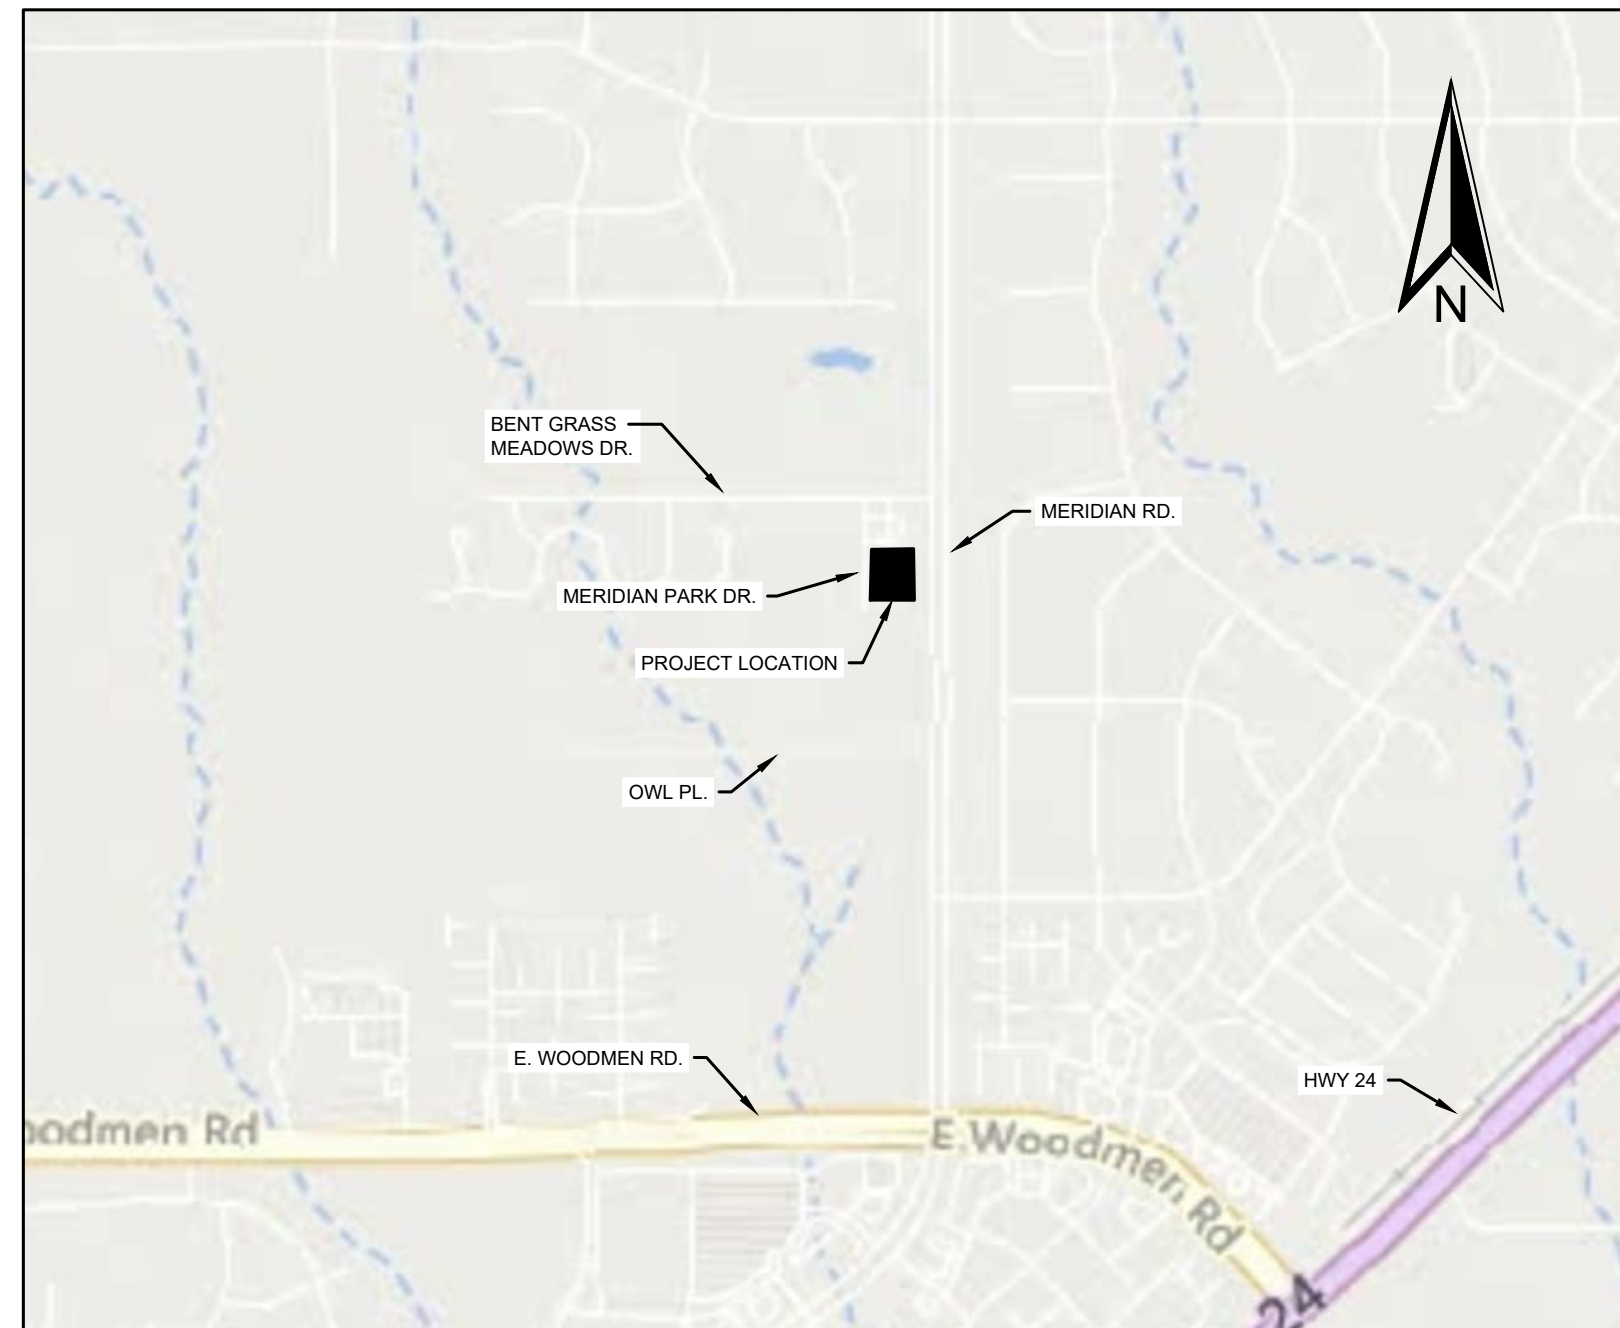 N
BENT GRASS
MEADOWS DR.
MERIDIAN RD.
MERIDIAN PARK DR.
PROJECT LOCATION
OWL PL.
E. WOODMEN RD.
HWY 24
oodmen Rd
E Woodmen Rd
24